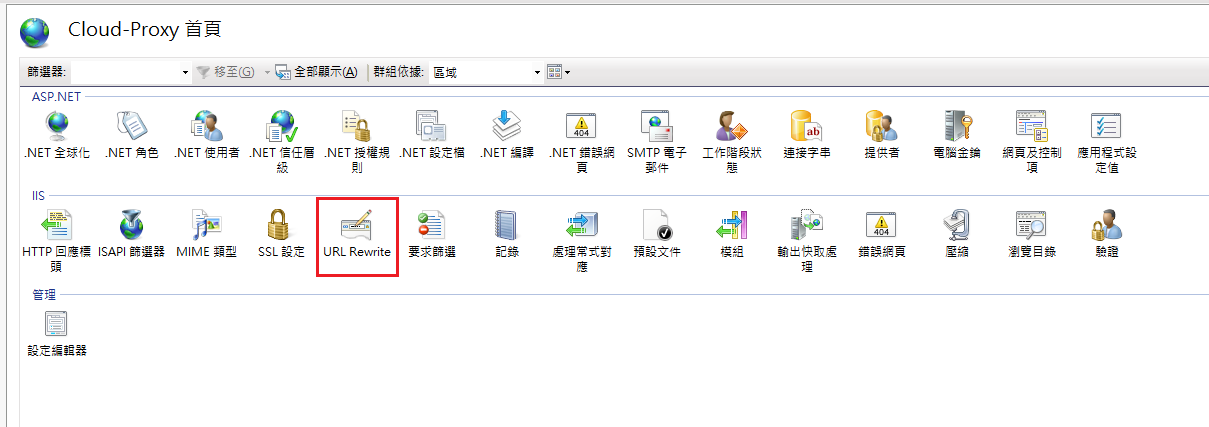 Cloud-Proxy 首頁
篩選器: 移至(G) 全部顯示(A) 群組依據: 區域
ASP.NET
.NET 全球化 .NET 角色 .NET 使用者 .NET 信任層 .NET 授權規 .NET 設定檔 .NET 編譯 .NET 錯誤網 SMTP 電子 工作階段狀 連接字串 提供者 電腦金鑰 網頁及控制 應用程式設
級 則 頁 郵件 態 項 定值
IIS
HTTP 回應標 ISAPI 篩選器 MIME 類型 SSL 設定 URL Rewrite 要求篩選 記錄 處理常式對 預設文件 模組 輸出快取處 錯誤網頁 壓縮 瀏覽目錄 驗證
頭 應 理
管理
設定編輯器